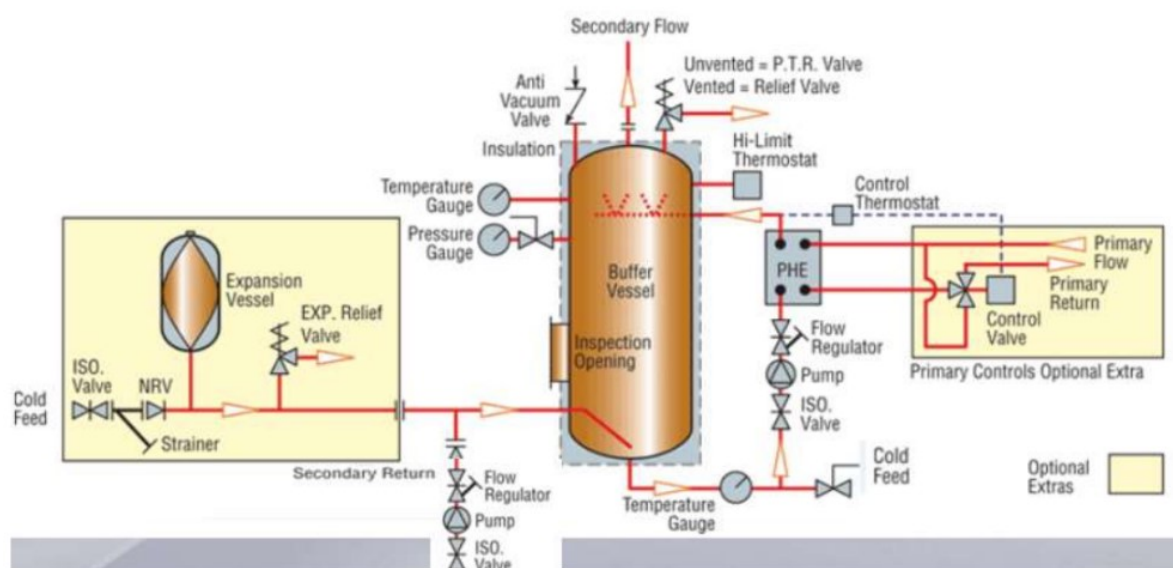 Secondary Flow
Unvented = P.T.R. Valve
Vented = Relief Valve
Anti
Vacuum
Valve
Insulation
Hi-Limit
Thermostat
Temperature
Gauge
Control
Thermostat
Pressure
Gauge
Expansion
Vessel
Buffer
Vessel
PHE
Primary
Flow
Primary
Return
Control
Valve
EXP. Relief
Valve
Inspection
Opening
Flow
Regulator
Primary Controls Optional Extra
ISO.
Valve
NRV
Cold
Feed
Pump
ISO.
Valve
Strainer
Secondary Return
Flow
Regulator
Temperature
Gauge
Cold
Feed
Optional
Extras
Pump
ISO.
Valve